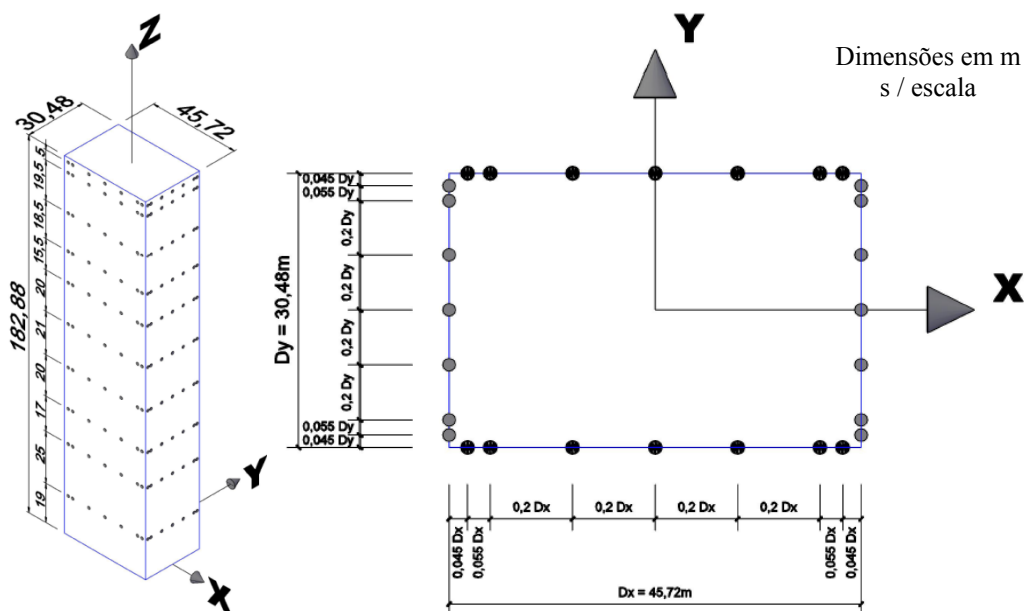 Z
30,48
45,72
5
19,5
18,5
15,5
20
21
20
17
25
19
182,88
Y
X
Y
Dimensões em m
s / escala
X
0,045 Dy
0,055 Dy
0,2 Dy
0,2 Dy
0,2 Dy
0,2 Dy
0,055 Dy
0,045 Dy
Dy = 30,48m
0,045 Dx
0,055 Dx
0,2 Dx
0,2 Dx
0,2 Dx
0,2 Dx
0,055 Dx
0,045 Dx
Dx = 45,72m